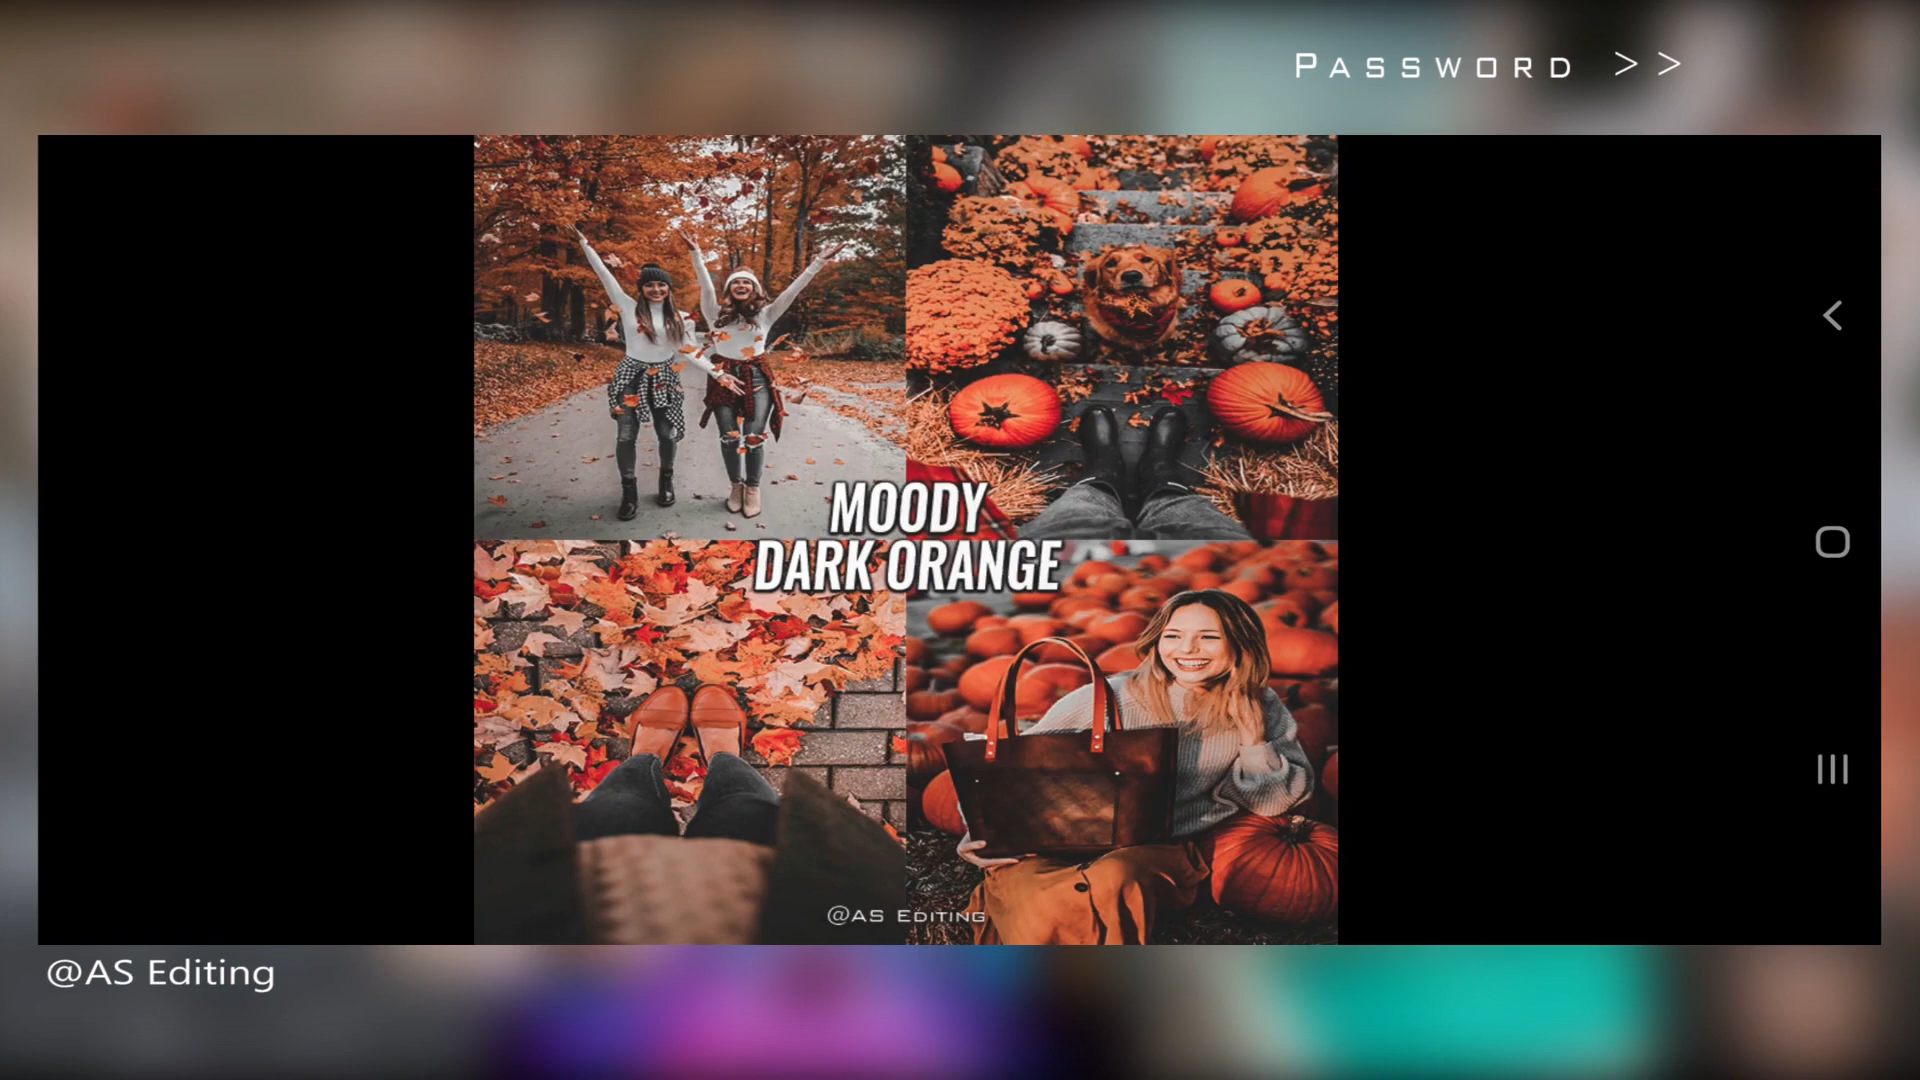 PASSWORD >>
MOODY
DARK ORANGE
@AS EDITING
@AS Editing